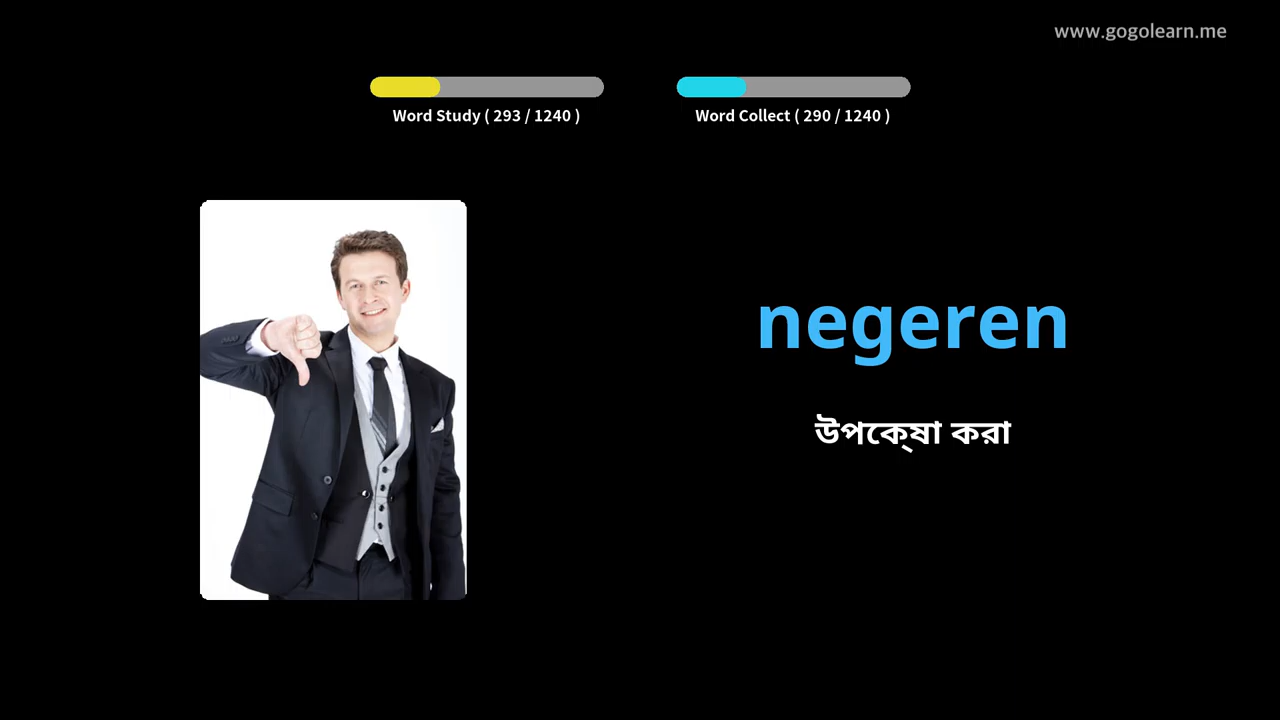 www.gogolearn.me
Word Study ( 293 / 1240 )
Word Collect ( 290 / 1240 )
negeren
উপেক্ষা করা